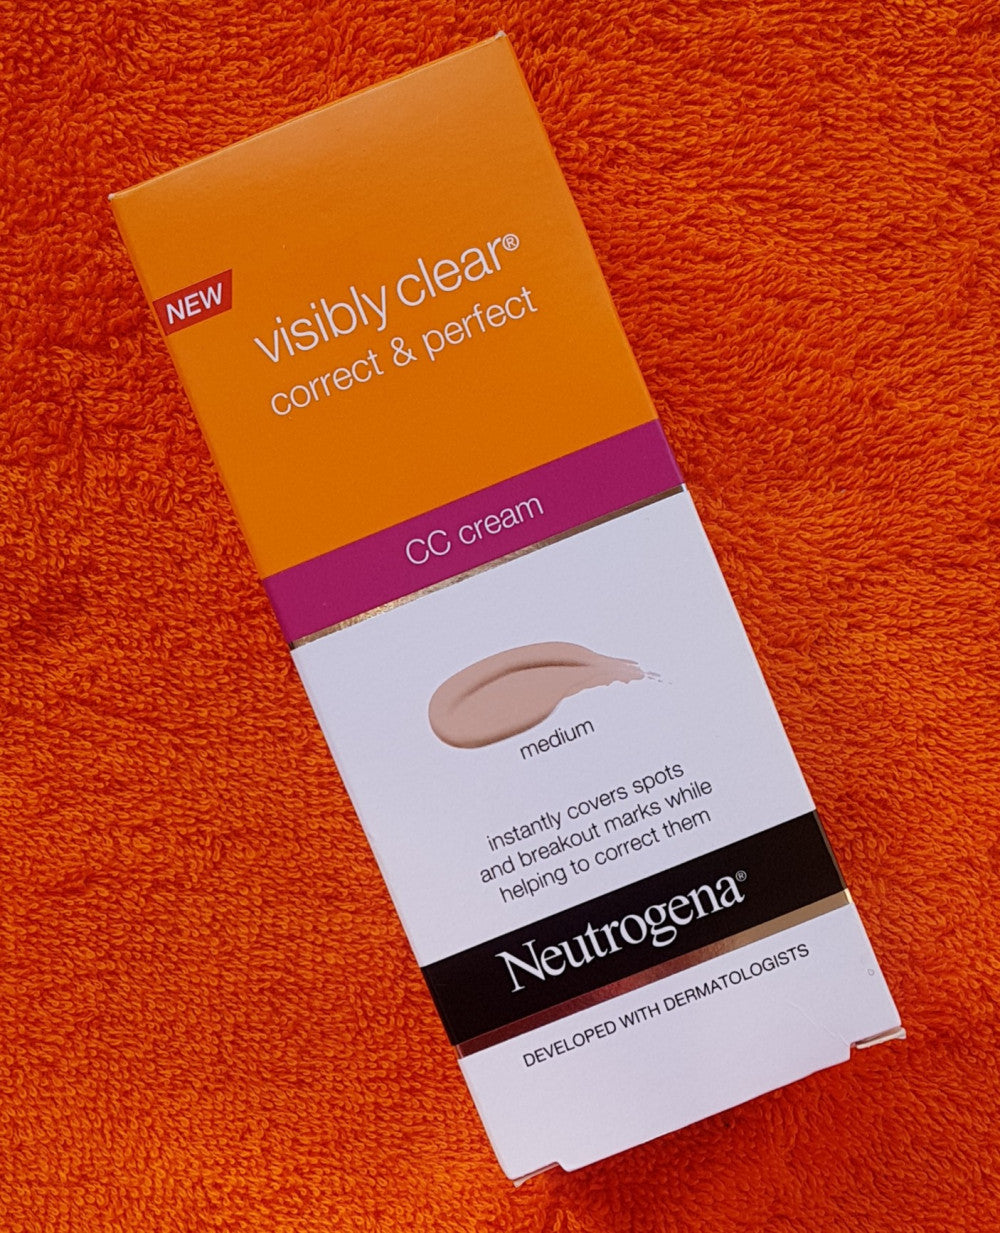 NEW
visibly clear®
correct & perfect
CC cream
medium
instantly covers spots
and breakout marks while
helping to correct them
Neutrogena®
DEVELOPED WITH DERMATOLOGISTS